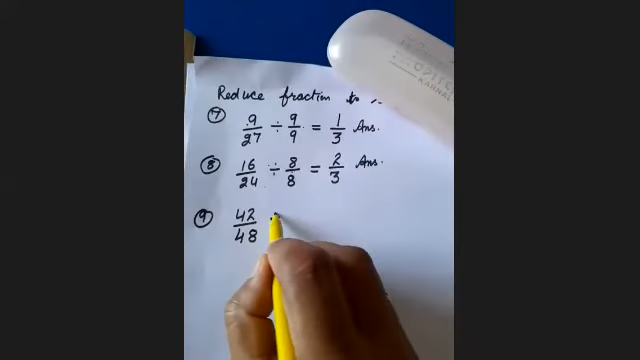 Reduce fraction to
⑦ 9/27 ÷ 9/9 = 1/3 Ans.
⑧ 16/24 ÷ 8/8 = 2/3 Ans.
⑨ 42/48
KARNAL